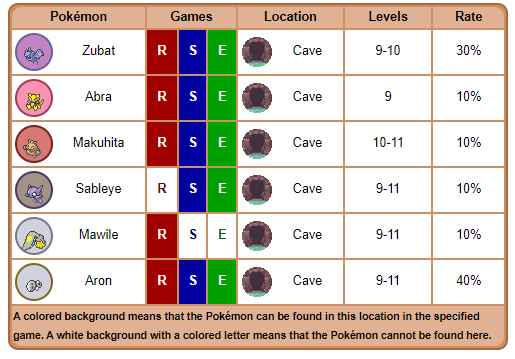 Pokémon Games Location Levels Rate
Zubat R S E Cave 9-10 30%
Abra R S E Cave 9 10%
Makuhita R S E Cave 10-11 10%
Sableye R S E Cave 9-11 10%
Mawile R S E Cave 9-11 10%
Aron R S E Cave 9-11 40%
A colored background means that the Pokémon can be found in this location in the specified
game. A white background with a colored letter means that the Pokémon cannot be found here.